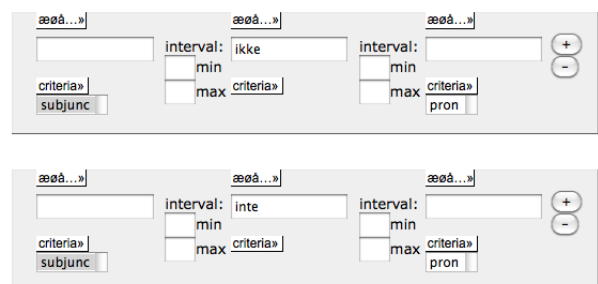 æøå...» æøå...» æøå...»
interval: ikke interval: +
min min -
criteria» max criteria» max criteria»
subjunc pron
æøå...» æøå...» æøå...»
interval: inte interval: +
min min -
criteria» max criteria» max criteria»
subjunc pron